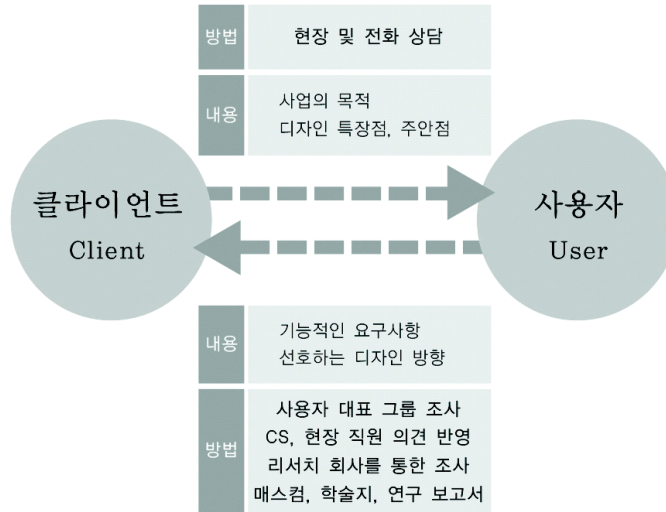 방법
현장 및 전화 상담
내용
사업의 목적
디자인 특장점, 주안점
클라이언트
Client
사용자
User
내용
기능적인 요구사항
선호하는 디자인 방향
방법
사용자 대표 그룹 조사
CS, 현장 직원 의견 반영
리서치 회사를 통한 조사
매스컴, 학술지, 연구 보고서